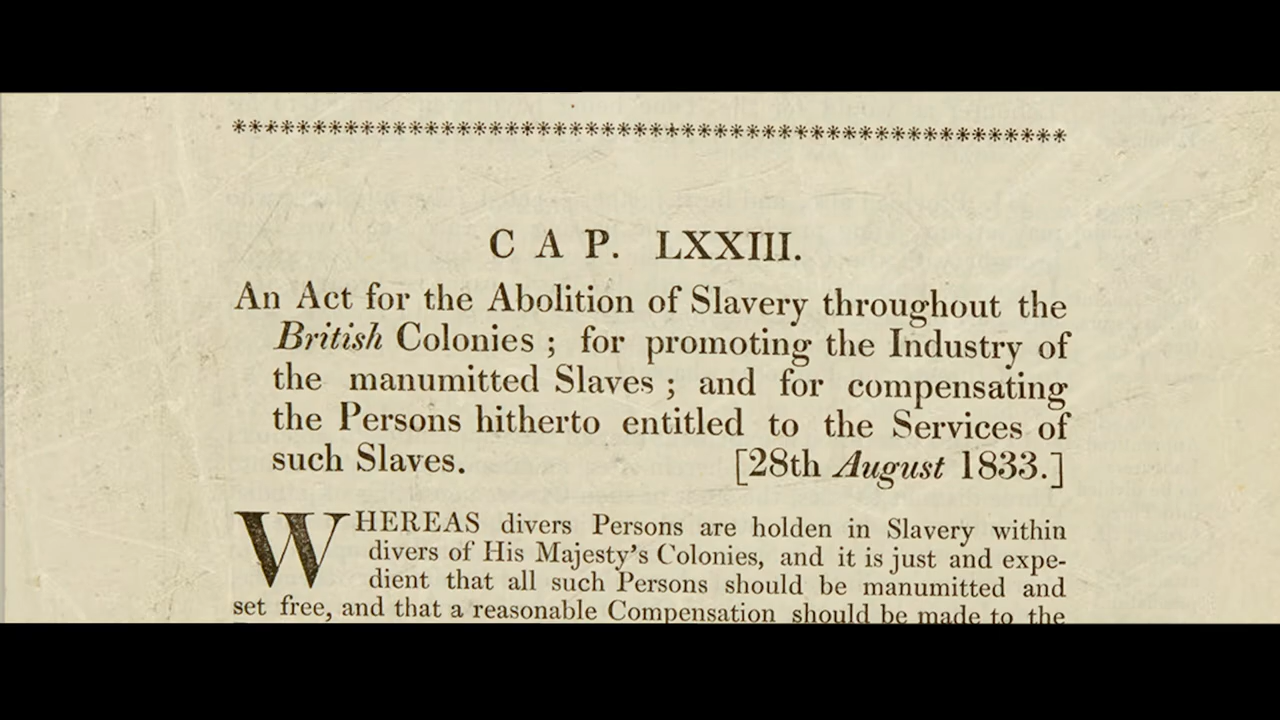 ************************************************************
C A P. LXXIII.
An Act for the Abolition of Slavery throughout the
British Colonies ; for promoting the Industry of
the manumitted Slaves ; and for compensating
the Persons hitherto entitled to the Services of
such Slaves. [28th August 1833.]
WHEREAS divers Persons are holden in Slavery within
divers of His Majesty's Colonies, and it is just and expe-
dient that all such Persons should be manumitted and
set free, and that a reasonable Compensation should be made to the